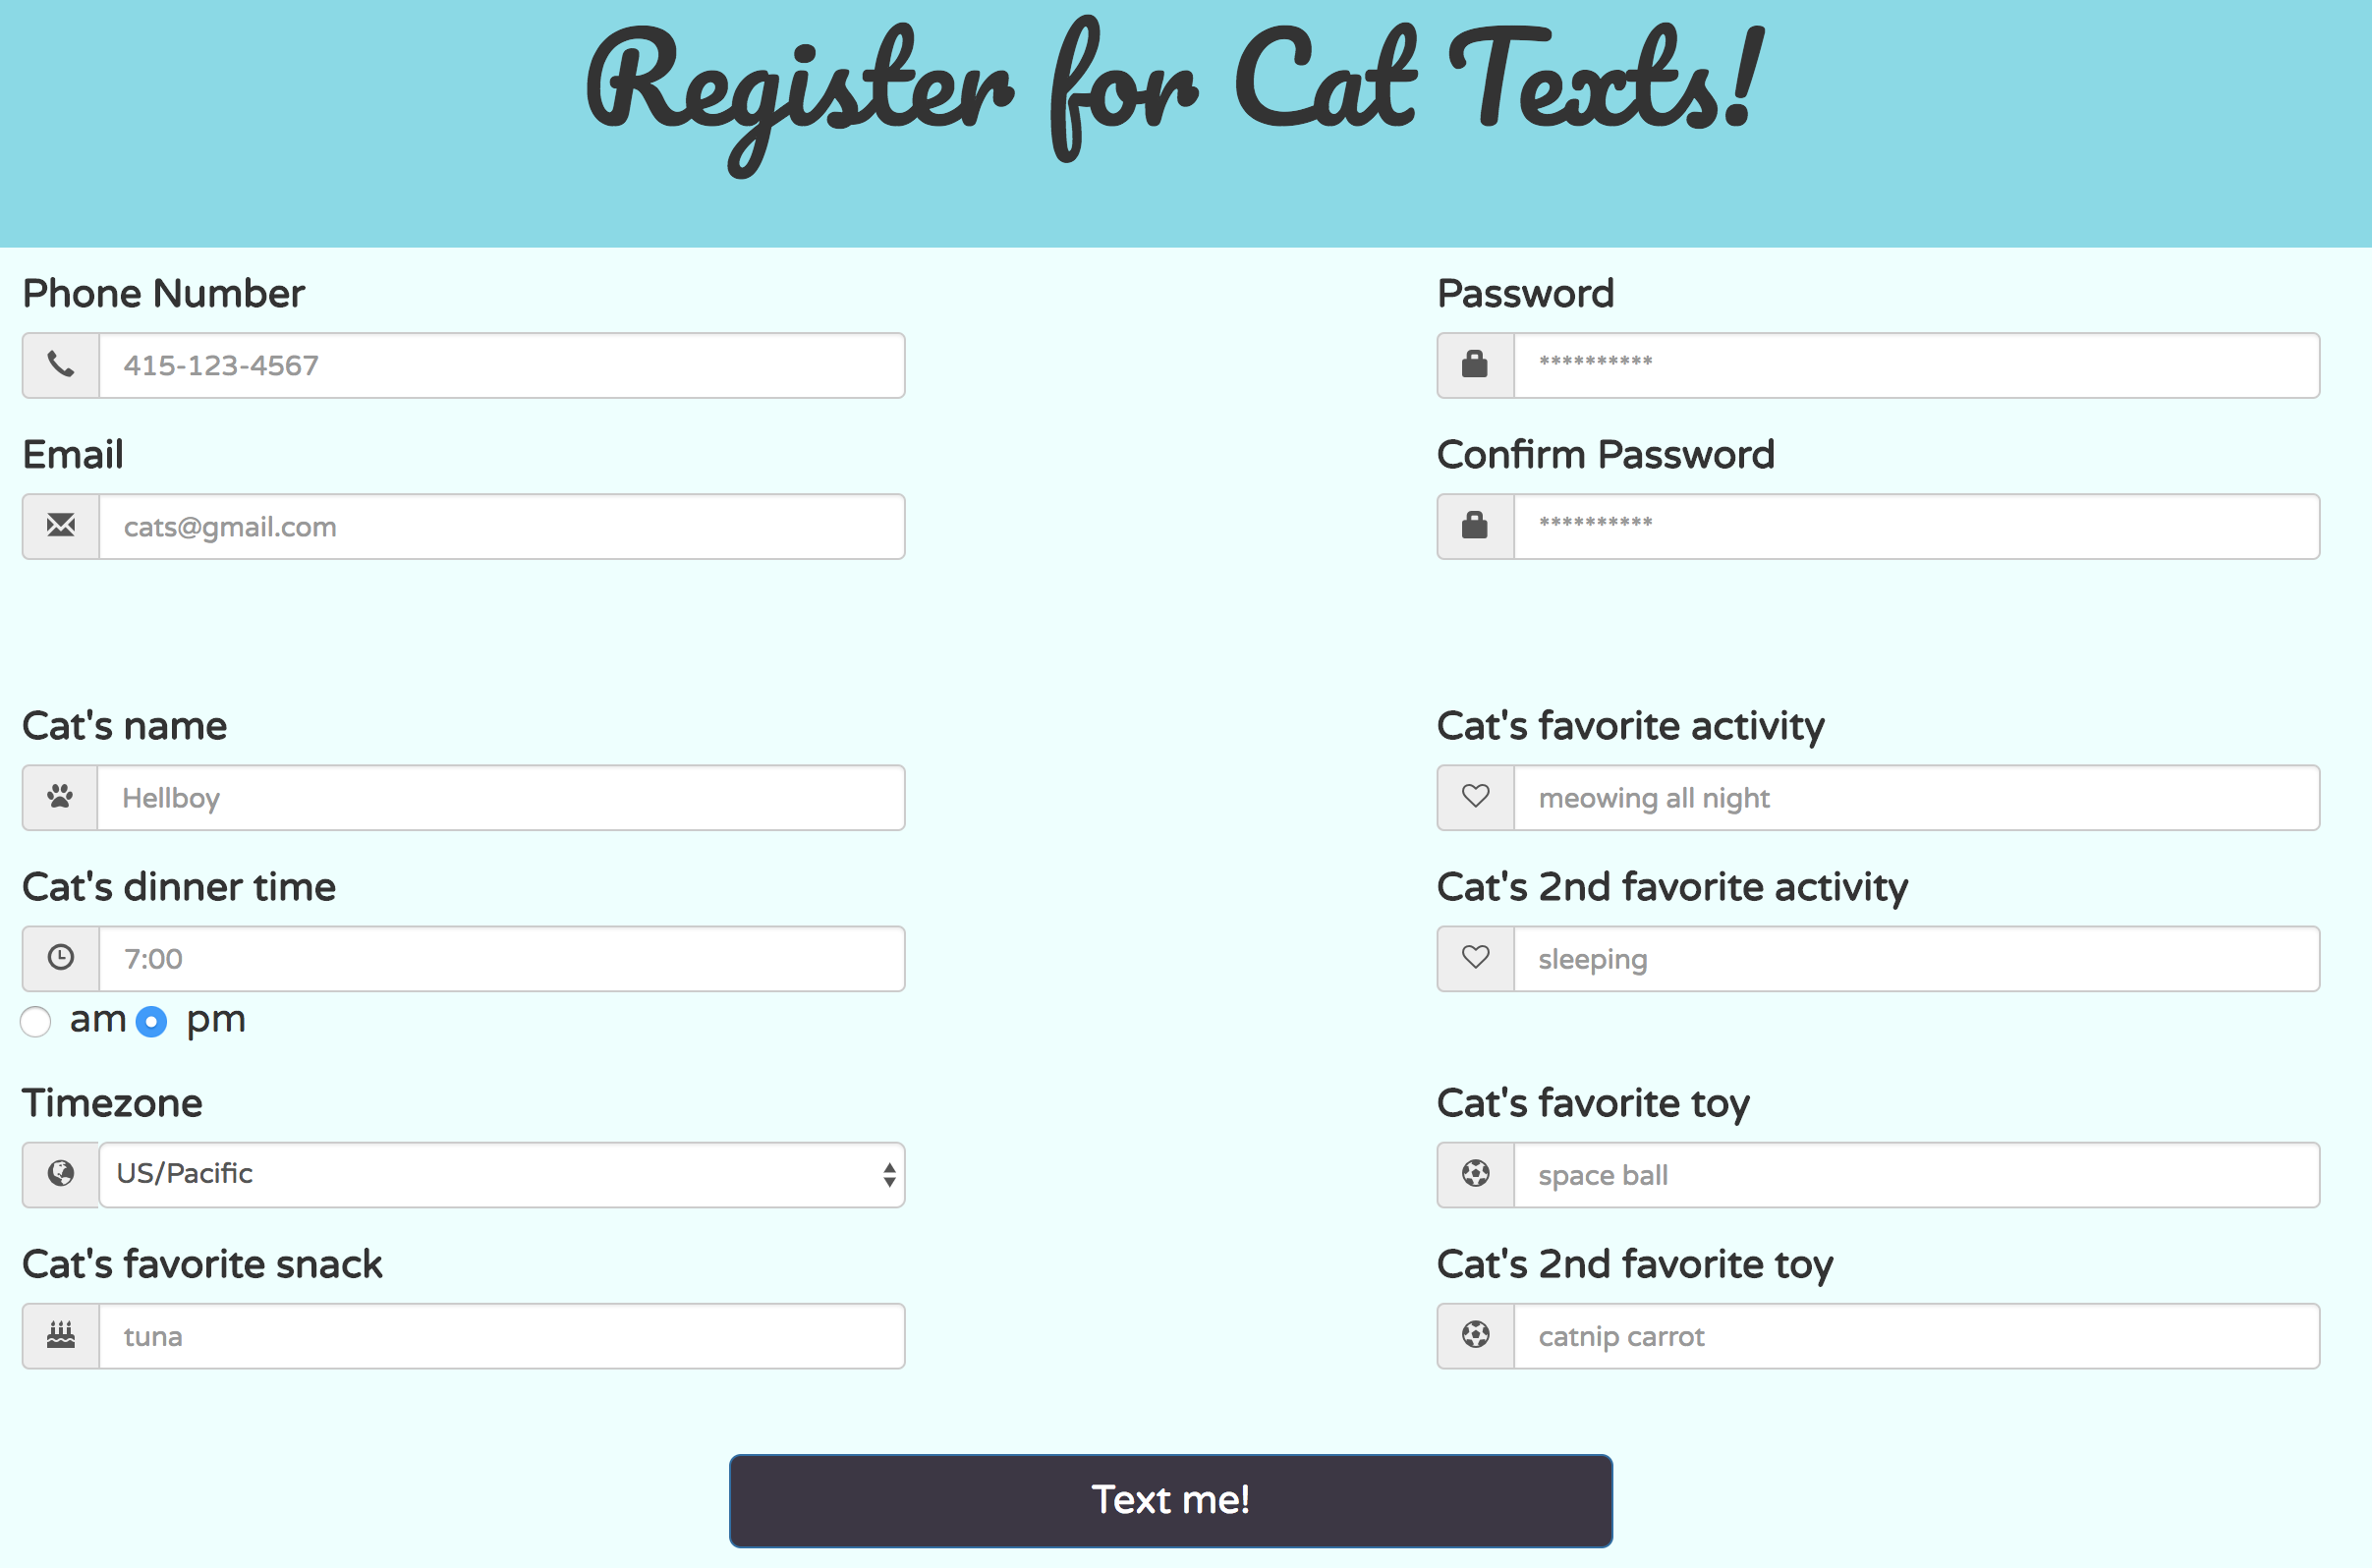 Register for Cat Texts!
Phone Number
415-123-4567
Password
**********
Email
cats@gmail.com
Confirm Password
**********
Cat's name
Hellboy
Cat's favorite activity
meowing all night
Cat's dinner time
7:00
am pm
Cat's 2nd favorite activity
sleeping
Timezone
US/Pacific
Cat's favorite toy
space ball
Cat's favorite snack
tuna
Cat's 2nd favorite toy
catnip carrot
Text me!